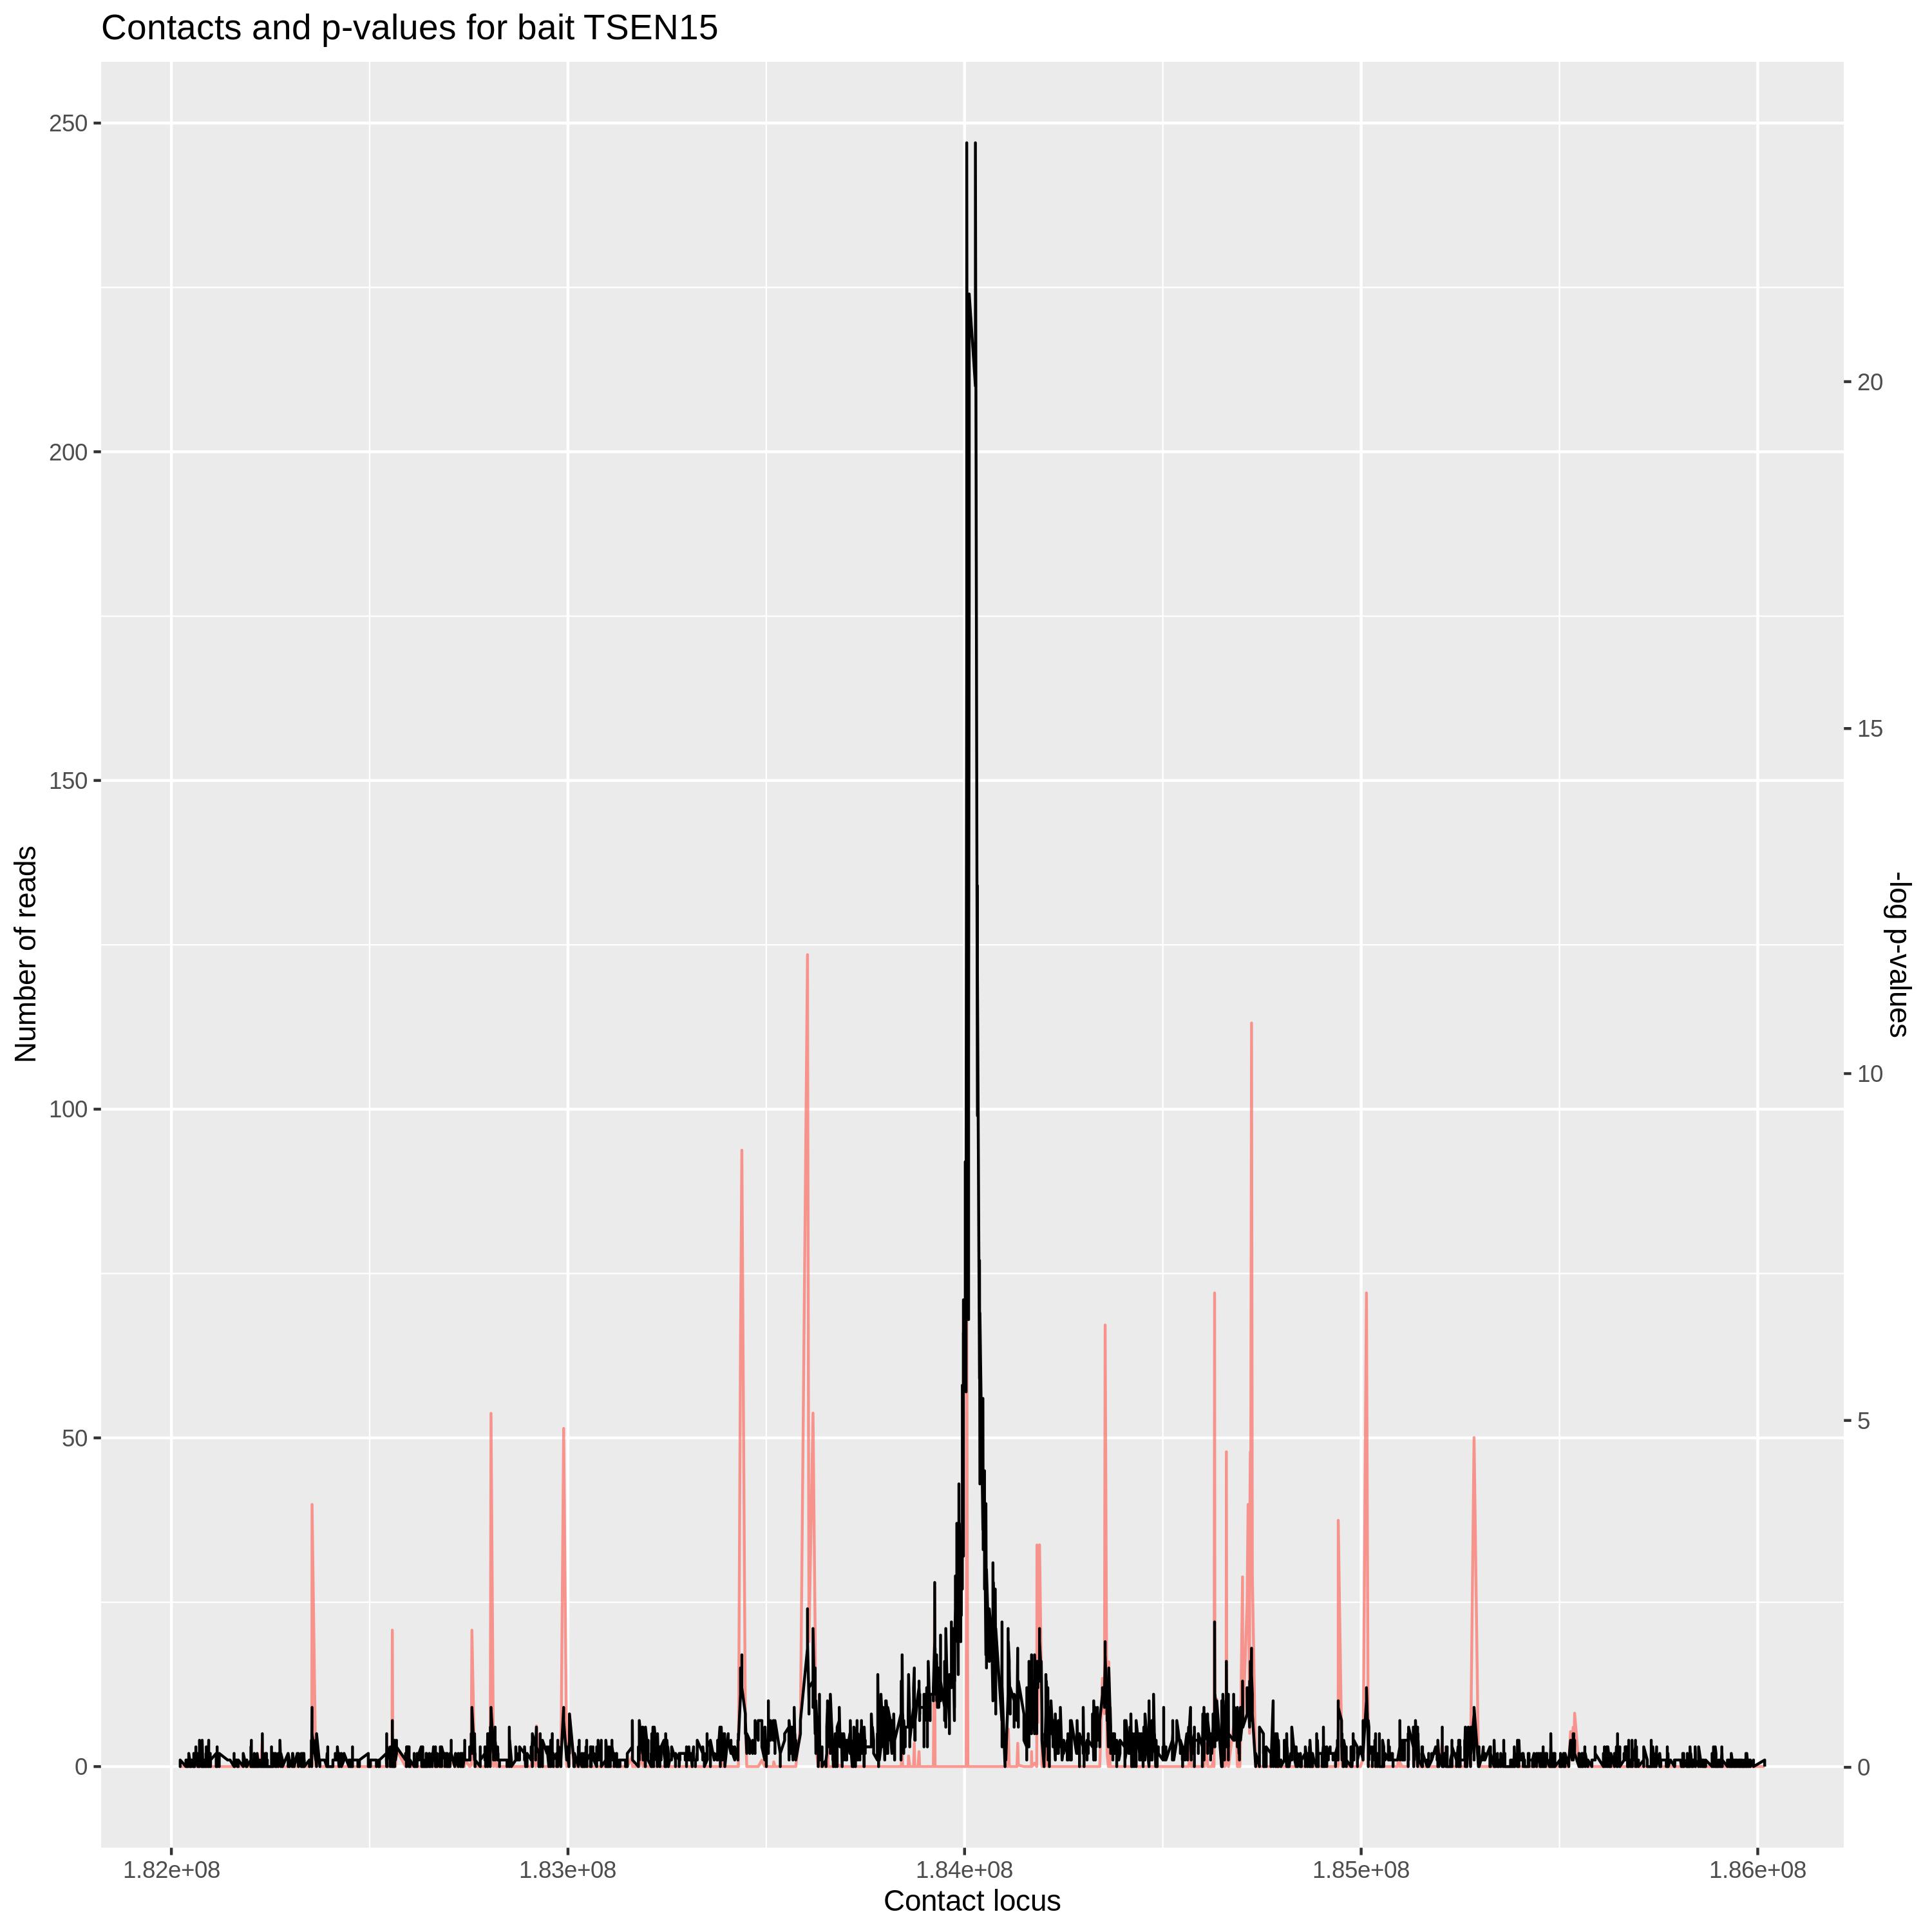 Contacts and p-values for bait TSEN15
Number of reads
250
200
150
100
50
0
20
15
10
5
0
-log p-values
1.82e+08
1.83e+08
1.84e+08
1.85e+08
1.86e+08
Contact locus